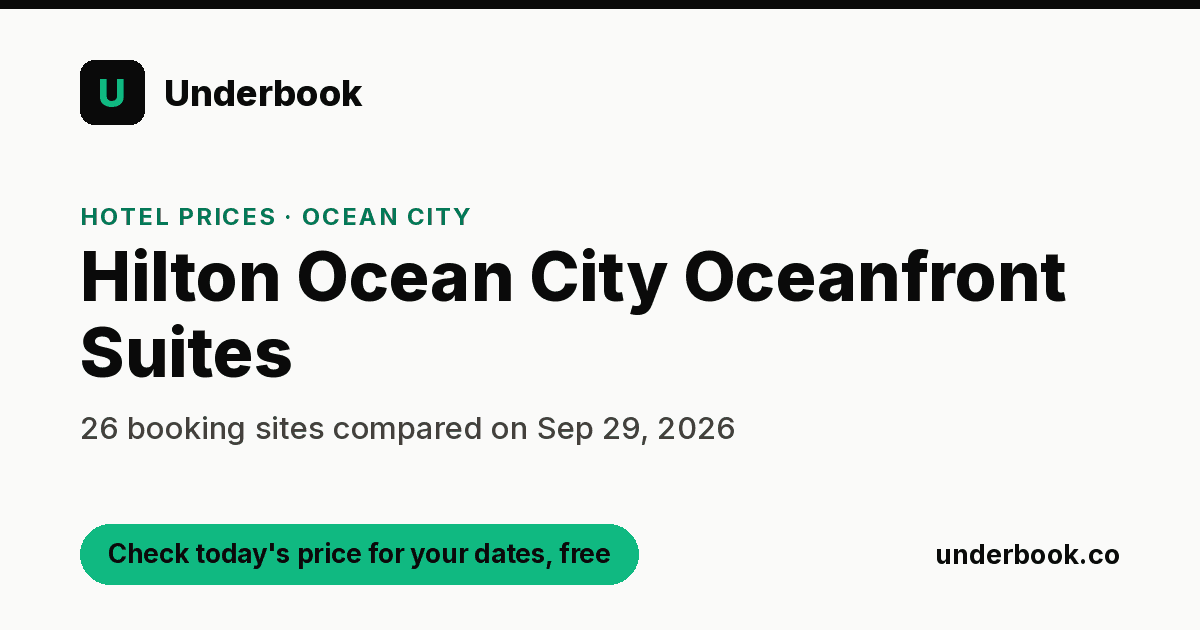 U Underbook
HOTEL PRICES · OCEAN CITY
Hilton Ocean City Oceanfront
Suites
26 booking sites compared on Sep 29, 2026
Check today's price for your dates, free
underbook.co